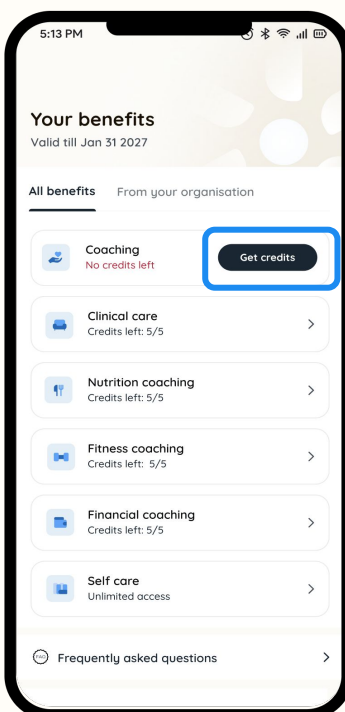 5:13 PM
Your benefits
Valid till Jan 31 2027
All benefits From your organisation
Coaching
No credits left
Get credits
Clinical care
Credits left: 5/5
Nutrition coaching
Credits left: 5/5
Fitness coaching
Credits left: 5/5
Financial coaching
Credits left: 5/5
Self care
Unlimited access
FAQ Frequently asked questions